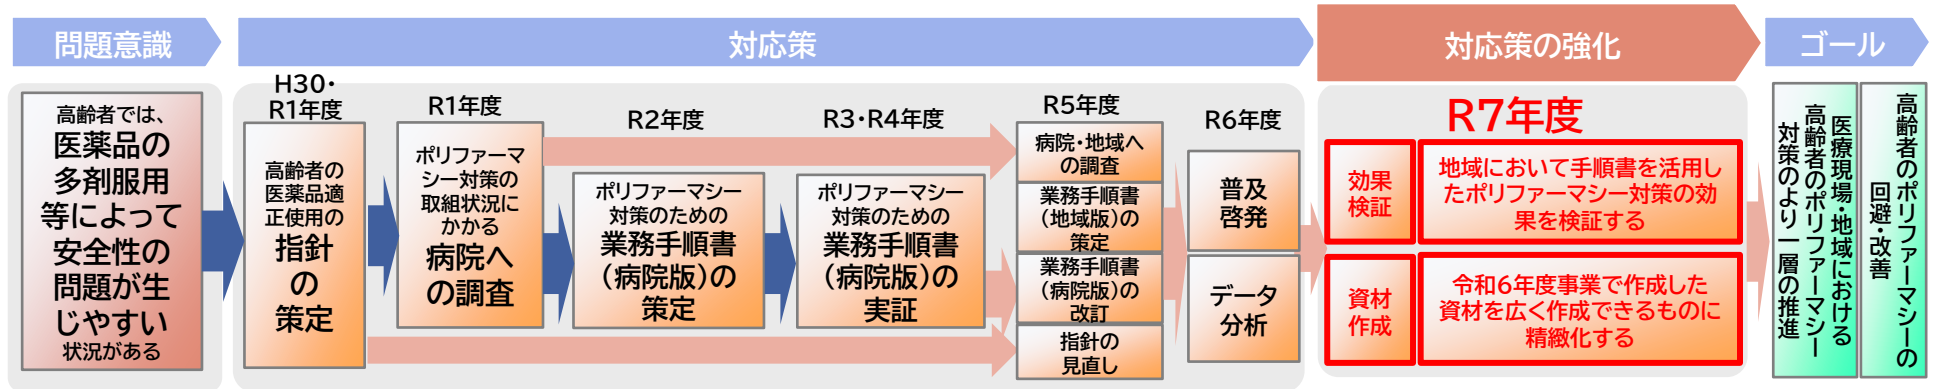 問題意識
対応策
対応策の強化
ゴール
高齢者では、
医薬品の
多剤服用
等によって
安全性の
問題が生
じやすい
状況がある
H30・
R1年度
高齢者の
医薬品適
正使用の
指針
の
策定
R1年度
ポリファーマ
シー対策の
取組状況に
かかる
病院へ
の調査
R2年度
ポリファーマシー
対策のための
業務手順書
（病院版）の
策定
R3・R4年度
ポリファーマシー
対策のための
業務手順書
（病院版）の
実証
R5年度
病院・地域へ
の調査
業務手順書
（地域版）の
策定
業務手順書
（病院版）の
改訂
指針の
見直し
R6年度
普及
啓発
データ
分析
R7年度
効果
検証
地域において手順書を活用し
たポリファーマシー対策の効
果を検証する
資材
作成
令和6年度事業で作成した
資材を広く作成できるものに
精緻化する
医療現場・地域における
高齢者のポリファーマシー
対策のより一層の推進
高齢者のポリファーマシーの
回避・改善